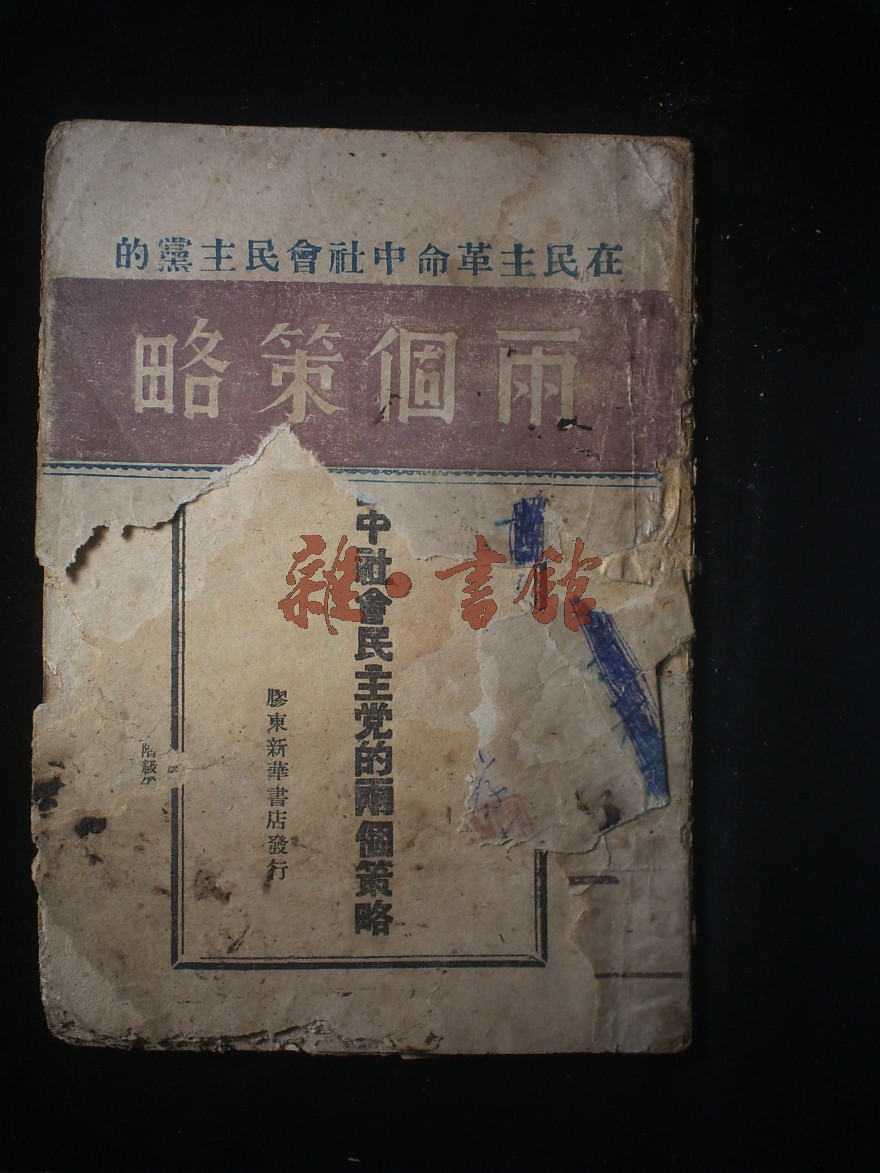 在民主革命中社會民主黨的
兩個策略
中社會民主党的兩個策略
膠東新華書店發行
階級
雜·書館